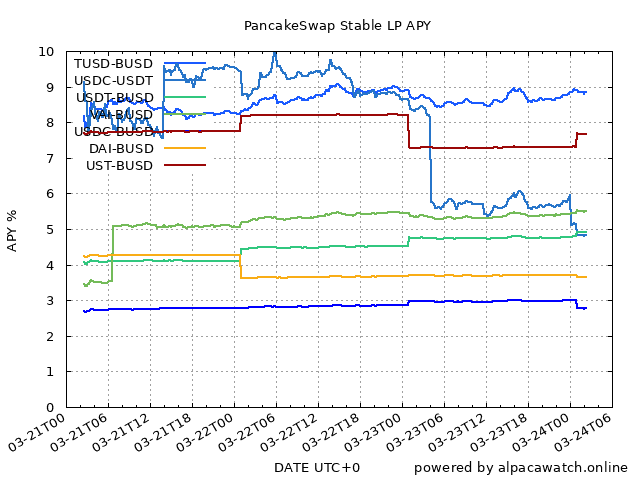 PancakeSwap Stable LP APY
10
9
8
7
6
5
4
3
2
1
0
APY %
TUSD-BUSD
USDC-USDT
USDT-BUSD
VAI-BUSD
USDC-BUSD
DAI-BUSD
UST-BUSD
03-21T00
03-21T06
03-21T12
03-21T18
03-22T00
03-22T06
03-22T12
03-22T18
03-23T00
03-23T06
03-23T12
03-23T18
03-24T00
03-24T06
DATE UTC+0
powered by alpacawatch.online